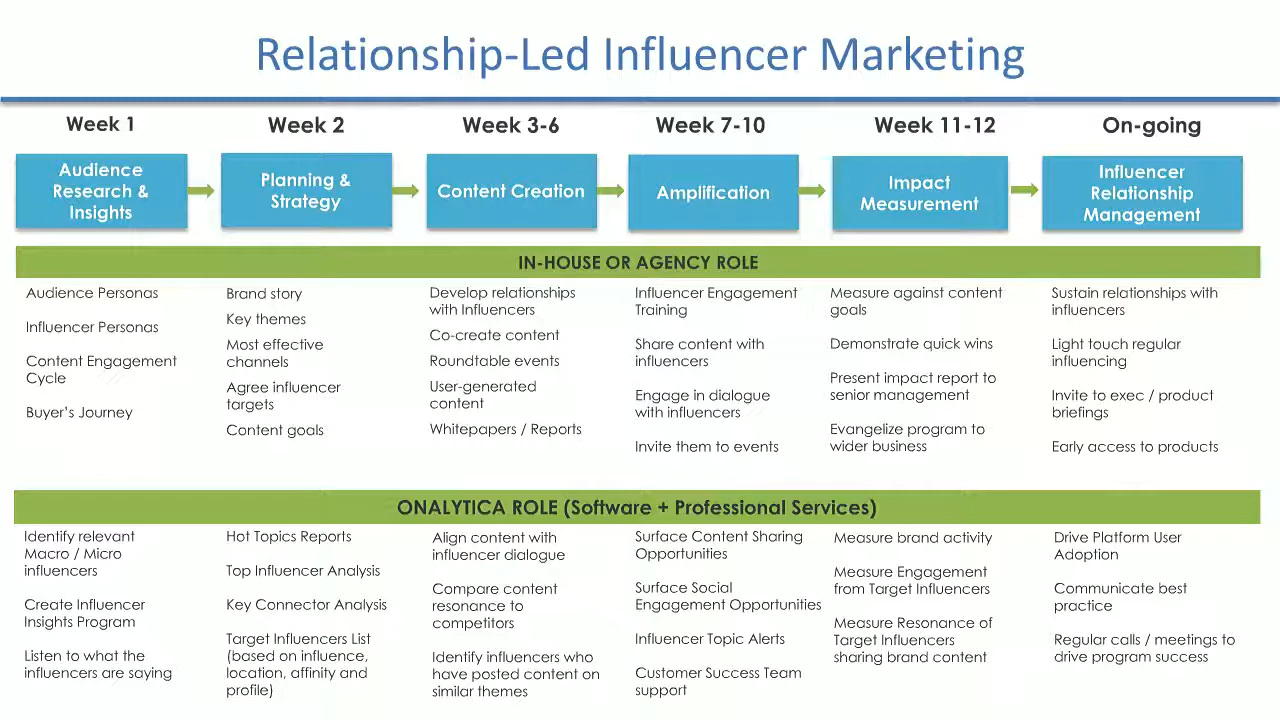 Relationship-Led Influencer Marketing
Week 1
Week 2
Week 3-6
Week 7-10
Week 11-12
On-going
Audience
Research &
Insights
Planning &
Strategy
Content Creation
Amplification
Impact
Measurement
Influencer
Relationship
Management
IN-HOUSE OR AGENCY ROLE
Audience Personas
Influencer Personas
Content Engagement
Cycle
Buyer's Journey
Brand story
Key themes
Most effective
channels
Agree influencer
targets
Content goals
Develop relationships
with Influencers
Co-create content
Roundtable events
User-generated
content
Whitepapers / Reports
Influencer Engagement
Training
Share content with
influencers
Engage in dialogue
with influencers
Invite them to events
Measure against content
goals
Demonstrate quick wins
Present impact report to
senior management
Evangelize program to
wider business
Sustain relationships with
influencers
Light touch regular
influencing
Invite to exec / product
briefings
Early access to products
ONALYTICA ROLE (Software + Professional Services)
Identify relevant
Macro / Micro
influencers
Create Influencer
Insights Program
Listen to what the
influencers are saying
Hot Topics Reports
Top Influencer Analysis
Key Connector Analysis
Target Influencers List
(based on influence,
location, affinity and
profile)
Align content with
influencer dialogue
Compare content
resonance to
competitors
Identify influencers who
have posted content on
similar themes
Surface Content Sharing
Opportunities
Surface Social
Engagement Opportunities
Influencer Topic Alerts
Customer Success Team
support
Measure brand activity
Measure Engagement
from Target Influencers
Measure Resonance of
Target Influencers
sharing brand content
Drive Platform User
Adoption
Communicate best
practice
Regular calls / meetings to
drive program success